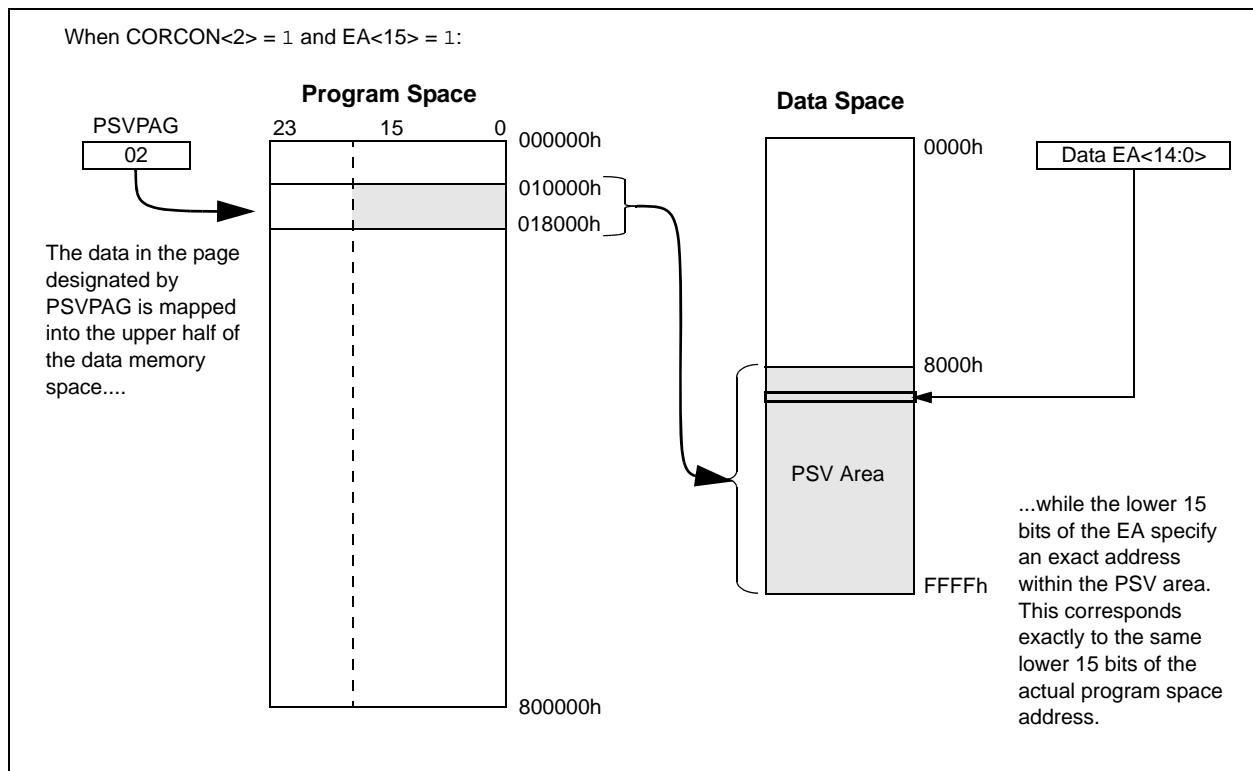 When CORCON<2> = 1 and EA<15> = 1:
Program Space
PSVPAG
02
23 15 0
000000h
010000h
018000h
800000h
The data in the page
designated by
PSVPAG is mapped
into the upper half of
the data memory
space....
Data Space
0000h
8000h
PSV Area
FFFFh
Data EA<14:0>
...while the lower 15
bits of the EA specify
an exact address
within the PSV area.
This corresponds
exactly to the same
lower 15 bits of the
actual program space
address.